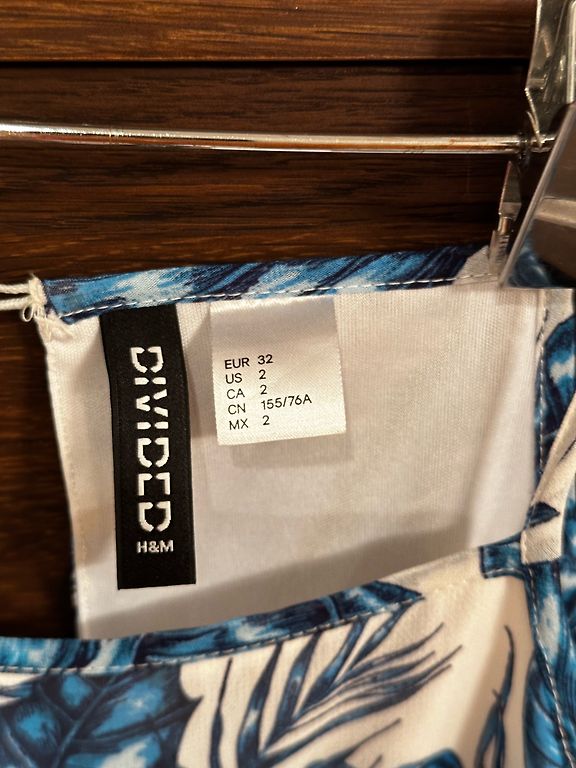 DIVIDED
H&M
EUR 32
US 2
CA 2
CN 155/76A
MX 2